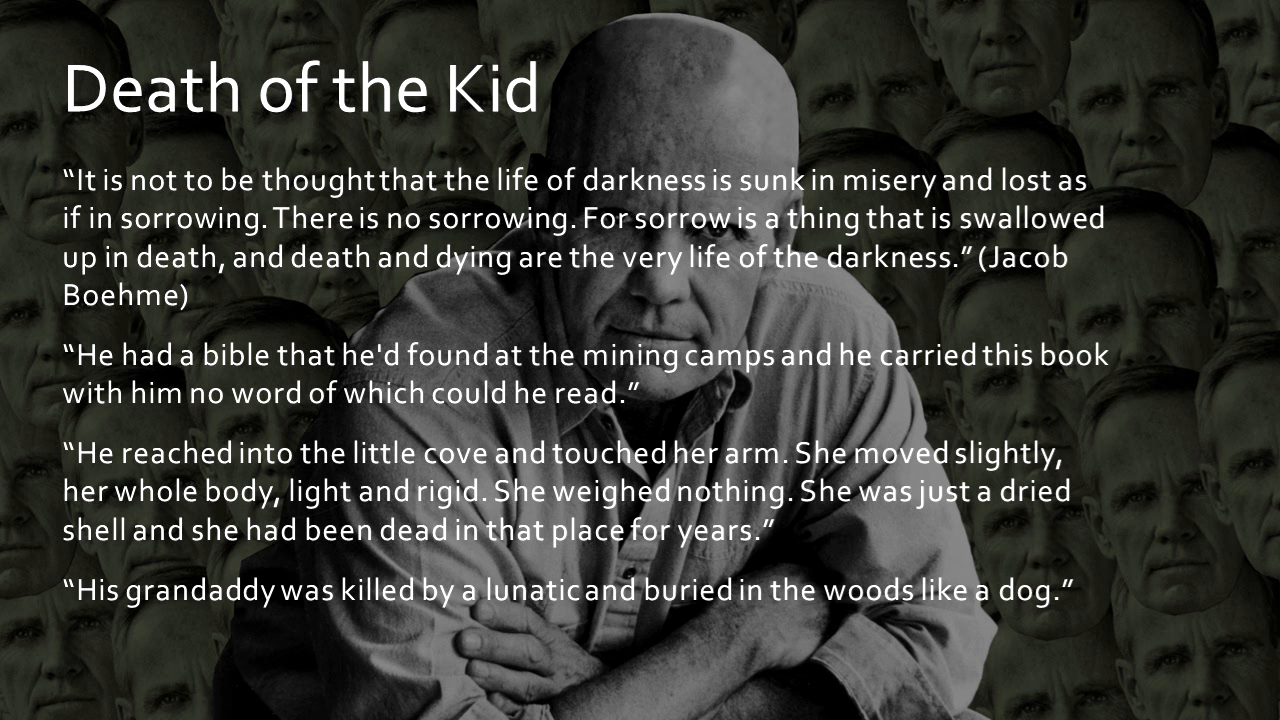 Death of the Kid
“It is not to be thought that the life of darkness is sunk in misery and lost as
if in sorrowing. There is no sorrowing. For sorrow is a thing that is swallowed
up in death, and death and dying are the very life of the darkness.” (Jacob
Boehme)
“He had a bible that he'd found at the mining camps and he carried this book
with him no word of which could he read.”
“He reached into the little cove and touched her arm. She moved slightly,
her whole body, light and rigid. She weighed nothing. She was just a dried
shell and she had been dead in that place for years.”
“His grandaddy was killed by a lunatic and buried in the woods like a dog.”